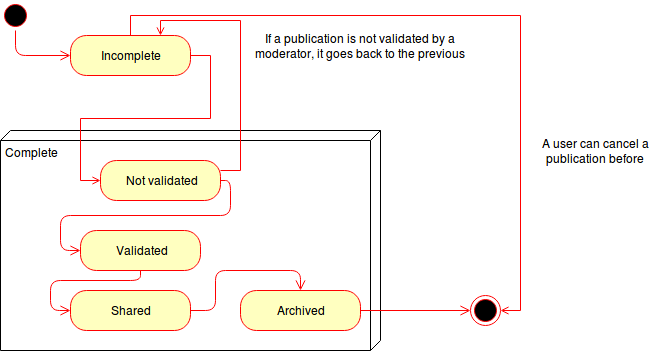 Incomplete
If a publication is not validated by a
moderator, it goes back to the previous
A user can cancel a
publication before
Complete
Not validated
Validated
Shared
Archived